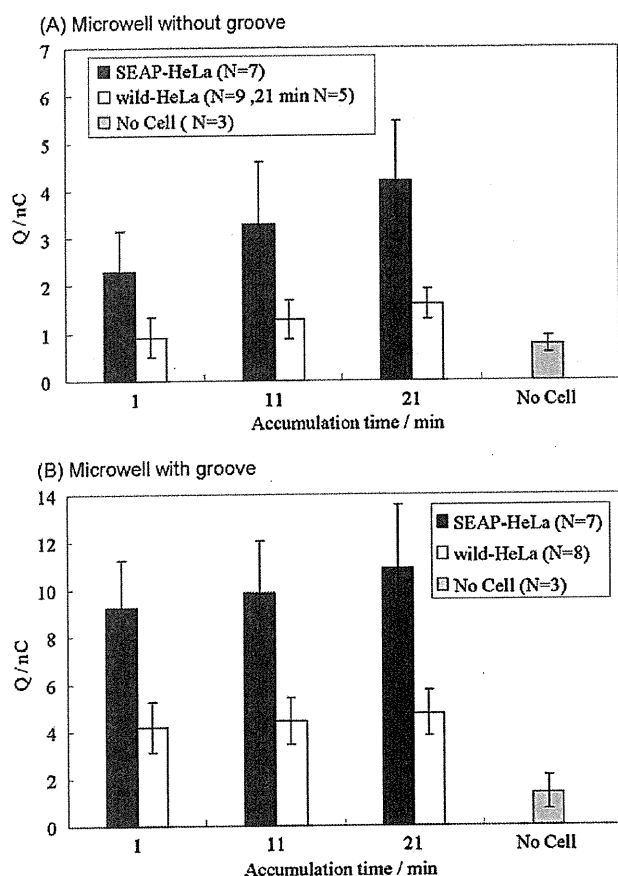 (A) Microwell without groove
7
6
5
4
3
2
1
0
Q / nC
SEAP-HeLa (N=7)
wild-HeLa (N=9 ,21 min N=5)
No Cell ( N=3)
1 11 21 No Cell
Accumulation time / min
(B) Microwell with groove
14
12
10
8
6
4
2
0
Q / nC
SEAP-HeLa (N=7)
wild-HeLa (N=8)
No Cell (N=3)
1 11 21 No Cell
Accumulation time / min